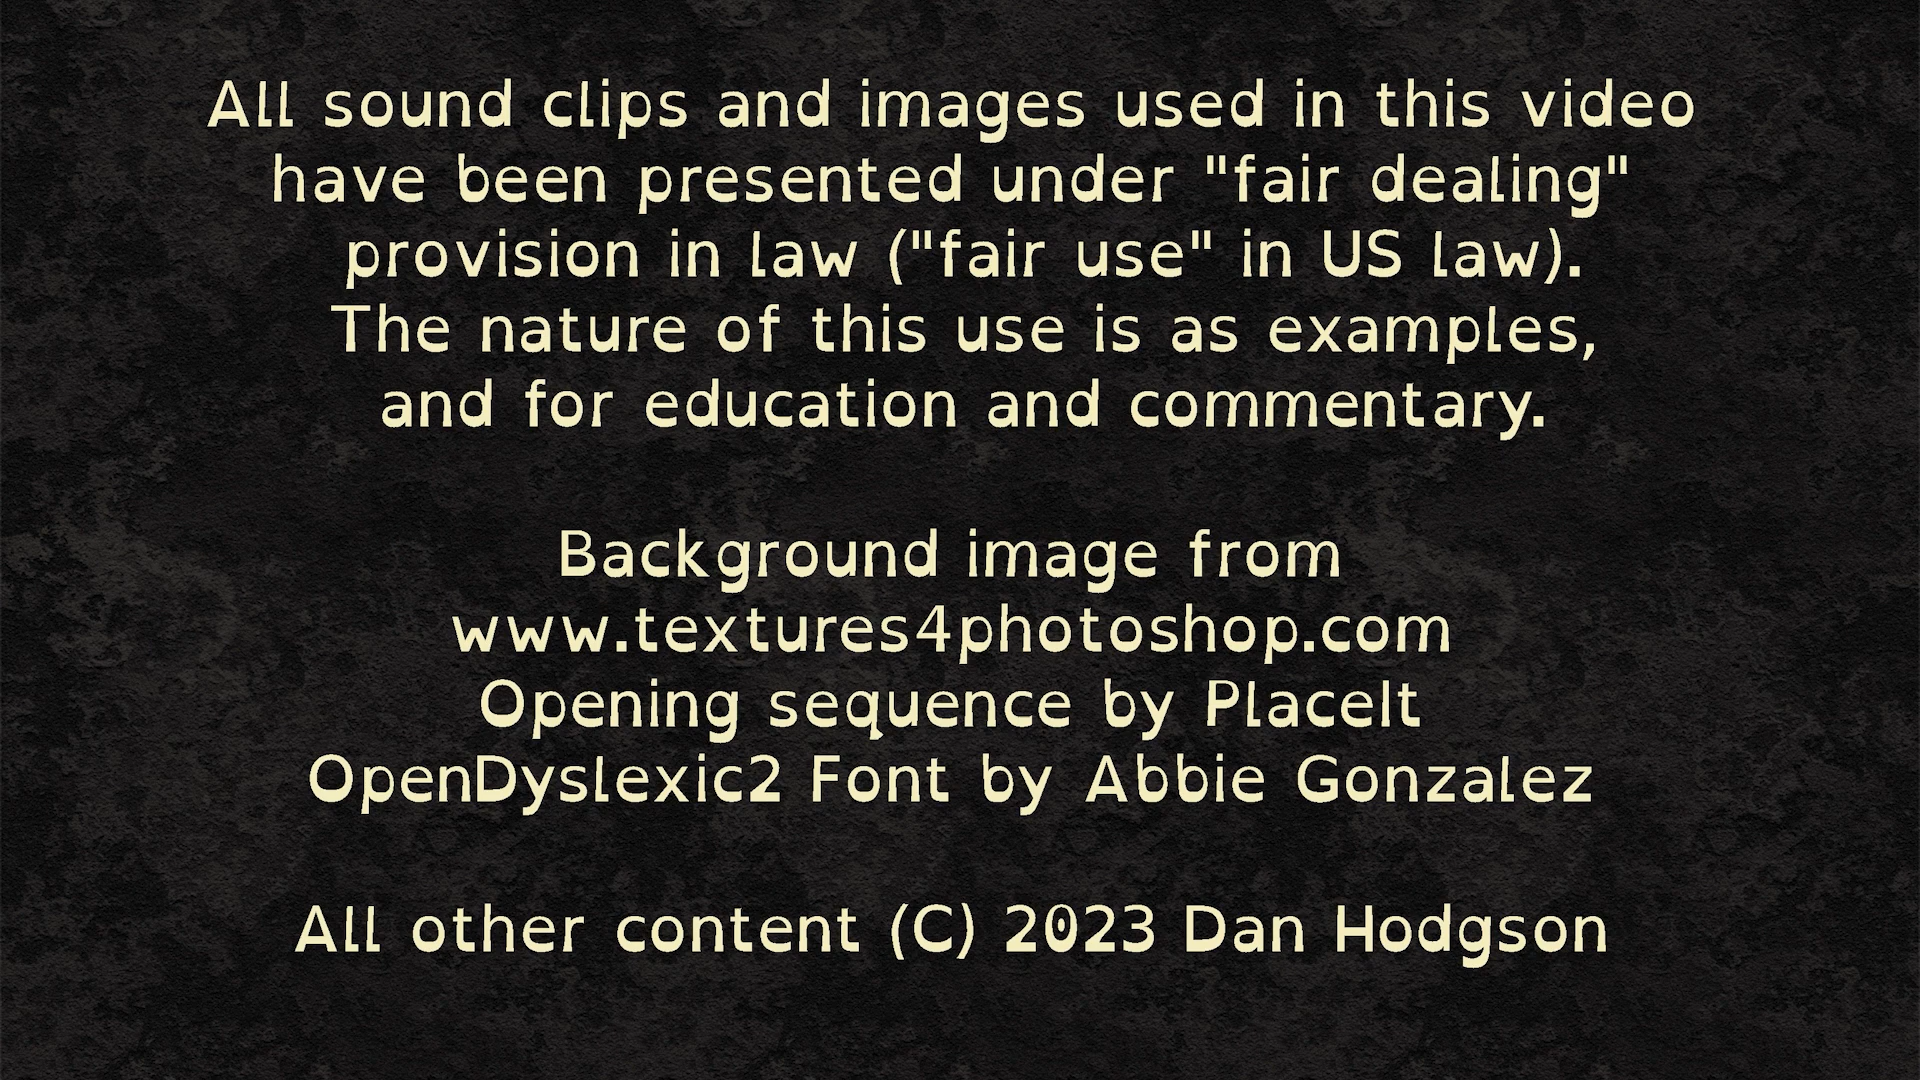 All sound clips and images used in this video
have been presented under "fair dealing"
provision in law ("fair use" in US law).
The nature of this use is as examples,
and for education and commentary.
Background image from
www.textures4photoshop.com
Opening sequence by PlaceIt
OpenDyslexic2 Font by Abbie Gonzalez
All other content (C) 2023 Dan Hodgson